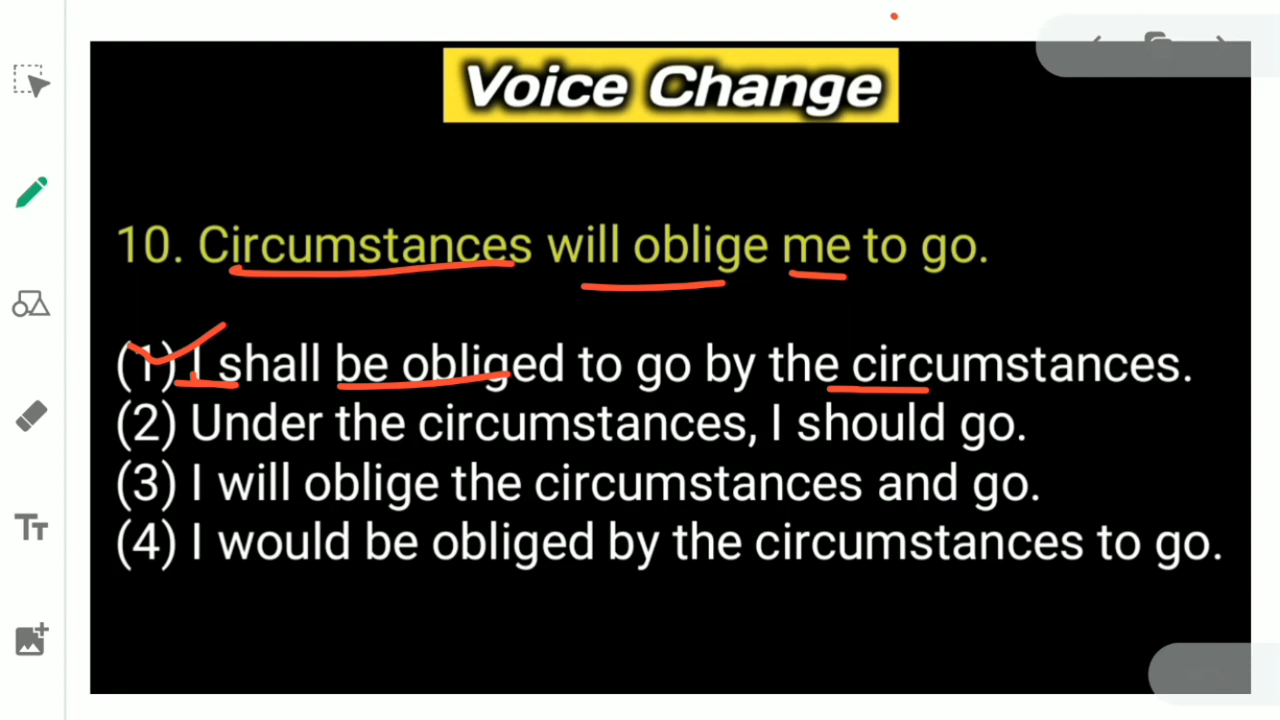 Voice Change
10. Circumstances will oblige me to go.
(1) I shall be obliged to go by the circumstances.
(2) Under the circumstances, I should go.
(3) I will oblige the circumstances and go.
(4) I would be obliged by the circumstances to go.
TT